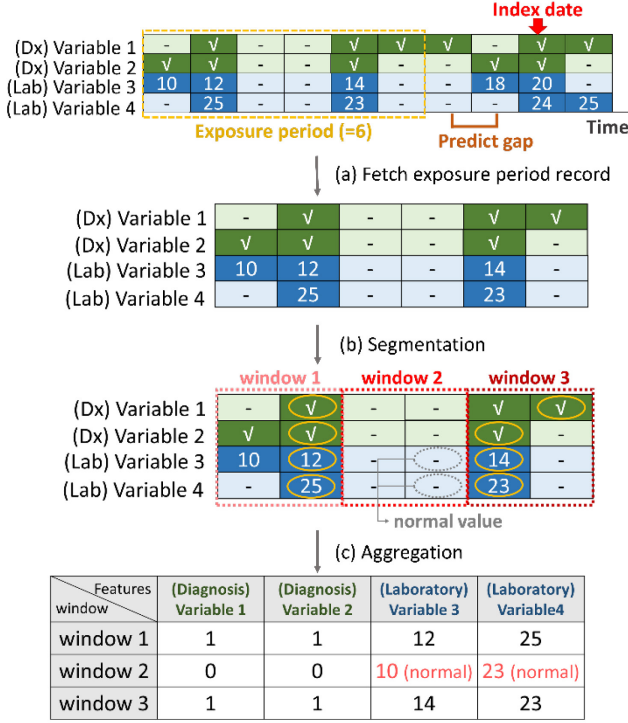 Index date
(Dx) Variable 1 - √ - - √ √ √ - √ √
(Dx) Variable 2 √ √ - - √ - - √ √ -
(Lab) Variable 3 10 12 - - 14 - - 18 20 -
(Lab) Variable 4 - 25 - - 23 - - - 24 25
Exposure period (=6)
Time
Predict gap
(a) Fetch exposure period record
(Dx) Variable 1 - √ - - √ √
(Dx) Variable 2 √ √ - - √ -
(Lab) Variable 3 10 12 - - 14 -
(Lab) Variable 4 - 25 - - 23 -
(b) Segmentation
window 1 window 2 window 3
(Dx) Variable 1 - √ - - √ √
(Dx) Variable 2 √ √ - - √ -
(Lab) Variable 3 10 12 - - 14 -
(Lab) Variable 4 - 25 - - 23 -
normal value
(c) Aggregation
Features
window
(Diagnosis) Variable 1
(Diagnosis) Variable 2
(Laboratory) Variable 3
(Laboratory) Variable4
window 1 1 1 12 25
window 2 0 0 10 (normal) 23 (normal)
window 3 1 1 14 23